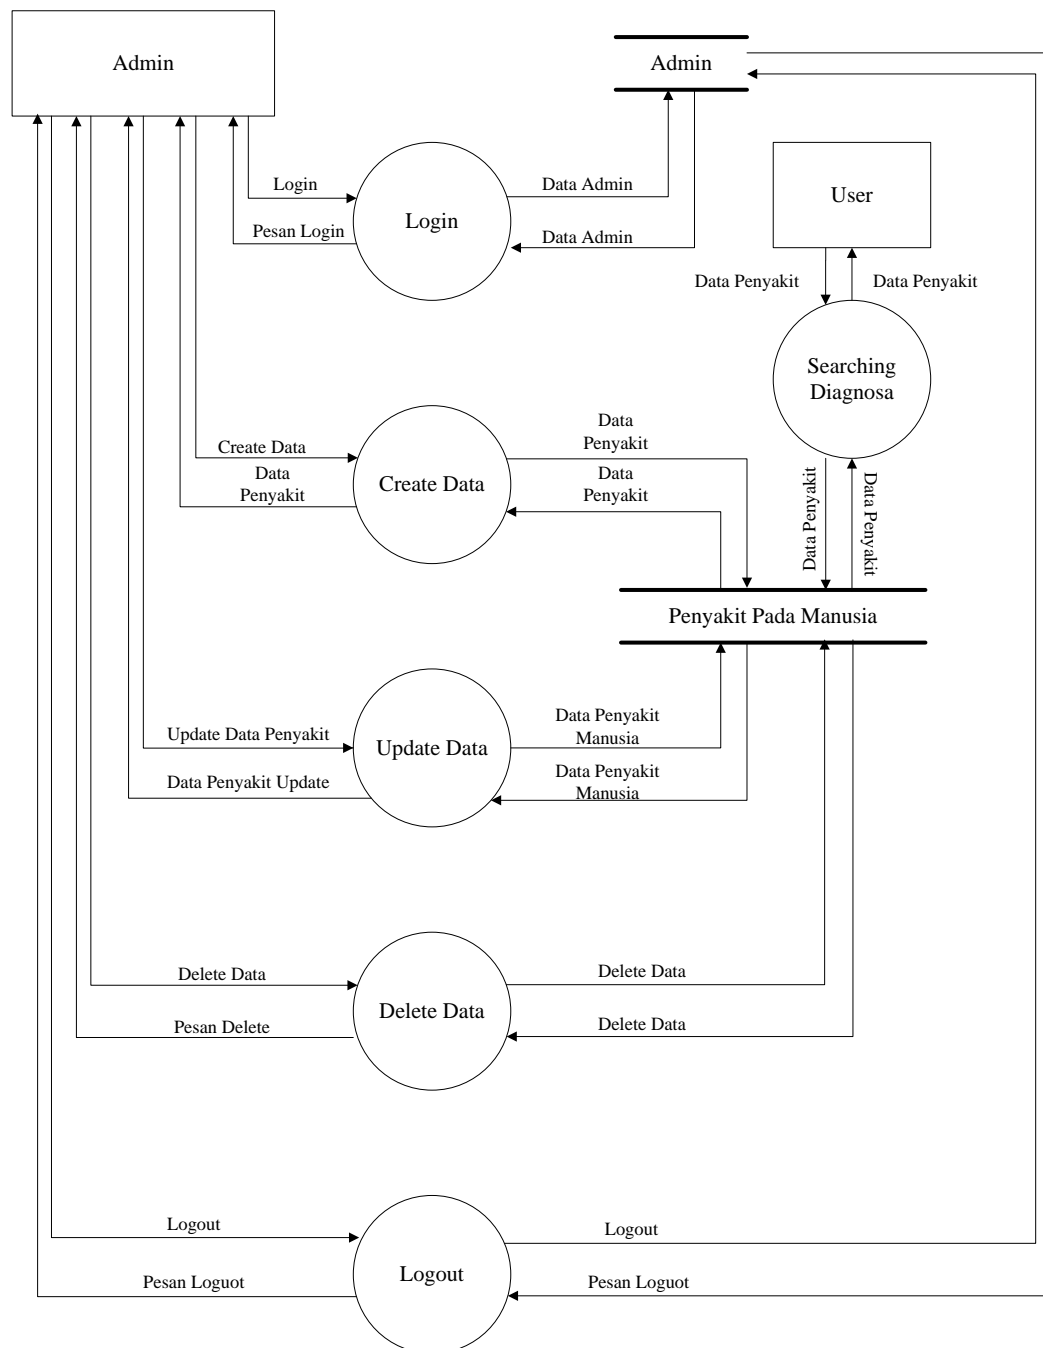 Admin
Admin
User
Login
Login
Pesan Login
Data Admin
Data Admin
Data Penyakit
Data Penyakit
Searching
Diagnosa
Create Data
Data
Penyakit
Create Data
Data
Penyakit
Data
Penyakit
Data Penyakit
Data Penyakit
Penyakit Pada Manusia
Update Data Penyakit
Data Penyakit Update
Update Data
Data Penyakit
Manusia
Data Penyakit
Manusia
Delete Data
Pesan Delete
Delete Data
Delete Data
Delete Data
Logout
Pesan Loguot
Logout
Logout
Pesan Loguot